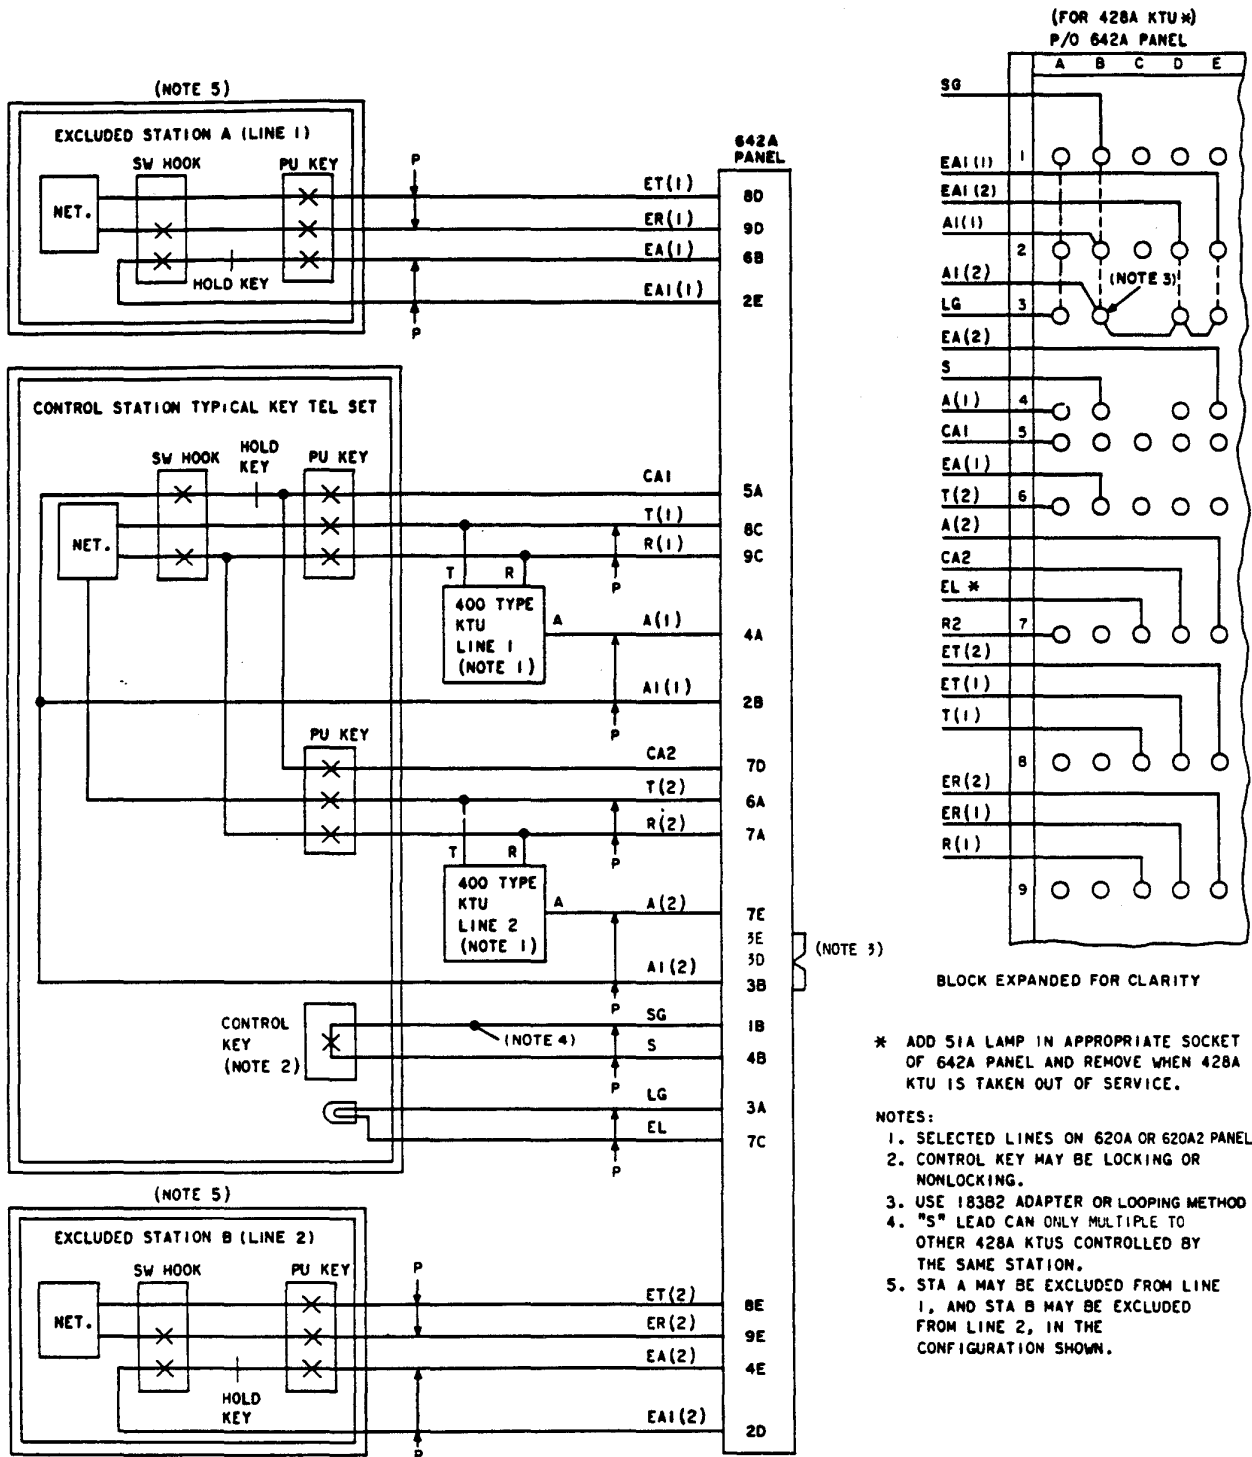 (NOTE 5)
EXCLUDED STATION A (LINE 1)
SW HOOK
PU KEY
NET.
HOLD KEY
P
P
ET(1)
ER(1)
EA(1)
EA1(1)
642A
PANEL
8D
9D
6B
2E
CONTROL STATION TYPICAL KEY TEL SET
SW HOOK
HOLD
KEY
PU KEY
NET.
CA1
T(1)
R(1)
5A
8C
9C
T
R
P
400 TYPE
KTU
LINE 1
(NOTE 1)
A
A(1)
4A
A1(1)
2B
P
PU KEY
CA2
T(2)
R(2)
7D
6A
7A
T
R
P
400 TYPE
KTU
LINE 2
(NOTE 1)
A
A(2)
7E
3E
3D
(NOTE 3)
A1(2)
3B
P
CONTROL
KEY
(NOTE 2)
SG
1B
(NOTE 4)
S
4B
P
LG
3A
EL
7C
P
(NOTE 5)
EXCLUDED STATION B (LINE 2)
SW HOOK
PU KEY
NET.
HOLD
KEY
P
P
ET(2)
ER(2)
EA(2)
EA1(2)
8E
9E
4E
2D
(FOR 428A KTU*)
P/O 642A PANEL
A B C D E
SG
1
EA1(1)
EA1(2)
A1(1)
2
A1(2)
(NOTE 3)
LG
3
EA(2)
S
A(1)
4
CA1
5
EA(1)
T(2)
6
A(2)
CA2
EL *
R2
7
ET(2)
ET(1)
T(1)
8
ER(2)
ER(1)
R(1)
9
BLOCK EXPANDED FOR CLARITY
* ADD 51A LAMP IN APPROPRIATE SOCKET
OF 642A PANEL AND REMOVE WHEN 428A
KTU IS TAKEN OUT OF SERVICE.
NOTES:
1. SELECTED LINES ON 620A OR 620A2 PANEL
2. CONTROL KEY MAY BE LOCKING OR
NONLOCKING.
3. USE 183B2 ADAPTER OR LOOPING METHOD
4. "S" LEAD CAN ONLY MULTIPLE TO
OTHER 428A KTUS CONTROLLED BY
THE SAME STATION.
5. STA A MAY BE EXCLUDED FROM LINE
1, AND STA B MAY BE EXCLUDED
FROM LINE 2, IN THE
CONFIGURATION SHOWN.